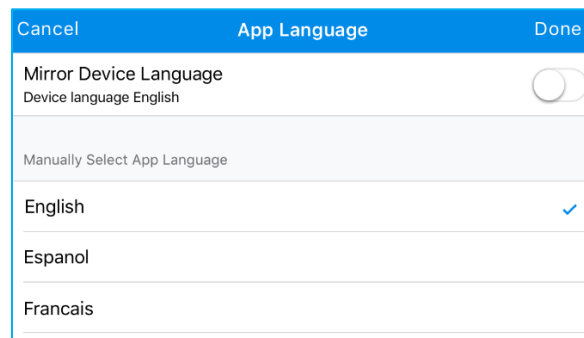 Cancel App Language Done
Mirror Device Language
Device language English
Manually Select App Language
English
Espanol
Francais